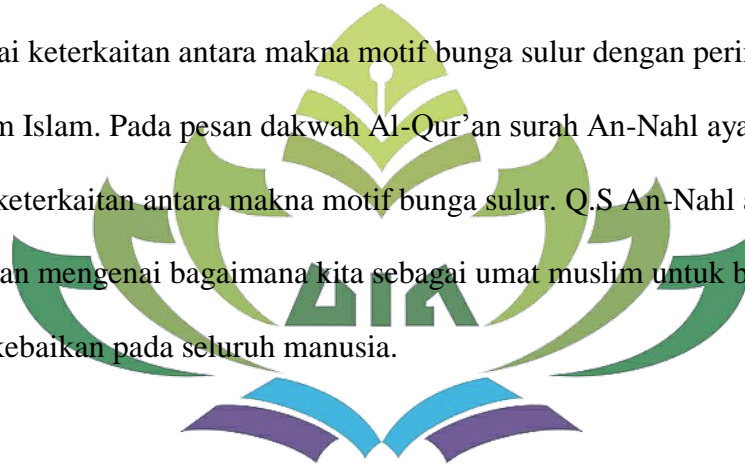 ai keterkaitan antara makna motif bunga sulur dengan peri
m Islam. Pada pesan dakwah Al-Qur’an surah An-Nahl aya
keterkaitan antara makna motif bunga sulur. Q.S An-Nahl a
an mengenai bagaimana kita sebagai umat muslim untuk b
kebaikan pada seluruh manusia.